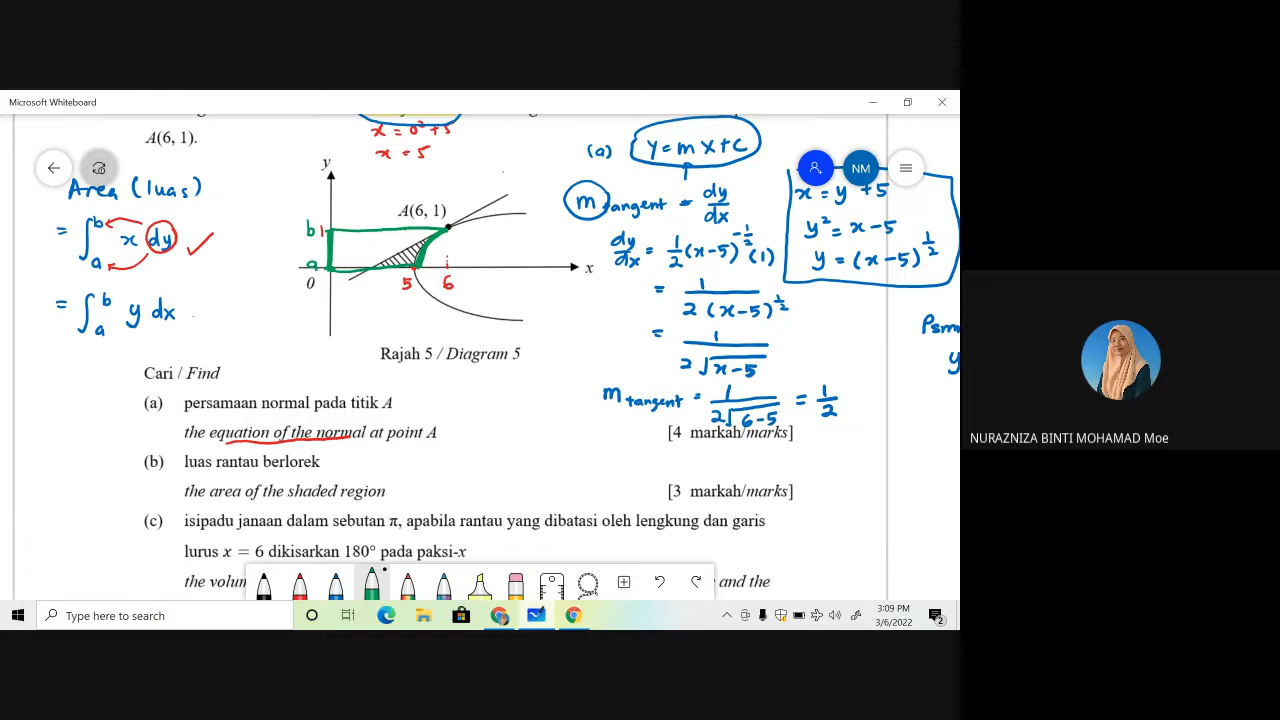 Microsoft Whiteboard
A(6, 1).
x = 0² + 5
x = 5
Area (luas)
= ∫ₐᵇ x dy ✓
= ∫ₐᵇ y dx
y
A(6, 1)
b 1
a
0
5
6
x
Rajah 5 / Diagram 5
(a) y = mx + c
m tangent = dy/dx
dy/dx = 1/2 (x-5)^-1/2 (1)
= 1/2(x-5)^1/2
= 1/2√x-5
m tangent = 1/2√6-5 = 1/2
NM
x = y + 5
y² = x - 5
y = (x-5)^1/2
y
Cari / Find
(a) persamaan normal pada titik A
the equation of the normal at point A [4 markah/marks]
(b) luas rantau berlorek
the area of the shaded region [3 markah/marks]
(c) isipadu janaan dalam sebutan π, apabila rantau yang dibatasi oleh lengkung dan garis
lurus x = 6 dikisarkan 180° pada paksi-x
and the
NURAZNIZA BINTI MOHAMAD Moe
Type here to search
3:09 PM
3/6/2022
2